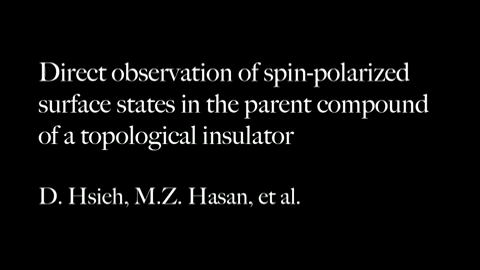 Direct observation of spin-polarized
surface states in the parent compound
of a topological insulator
D. Hsieh, M.Z. Hasan, et al.